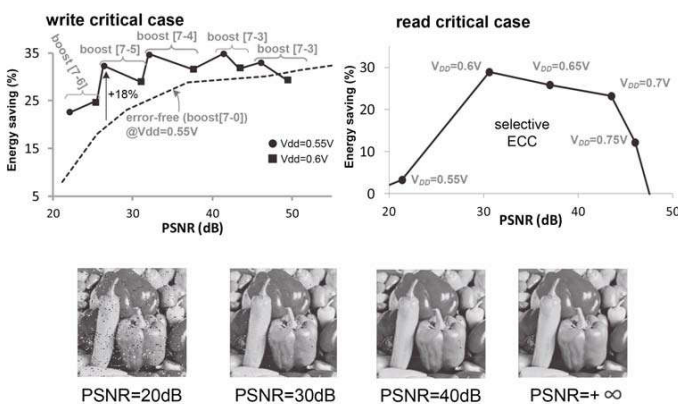 write critical case
Energy saving (%)
35
25
15
5
boost [7-6]
boost [7-5]
boost [7-4]
boost [7-3]
boost [7-3]
+18%
error-free (boost[7-0])
@Vdd=0.55V
Vdd=0.55V
Vdd=0.6V
20 30 40 50
PSNR (dB)
read critical case
Energy saving (%)
30
20
10
0
VDD=0.6V
VDD=0.65V
VDD=0.7V
VDD=0.75V
VDD=0.55V
selective
ECC
20 30 40 50
PSNR (dB)
PSNR=20dB
PSNR=30dB
PSNR=40dB
PSNR=+ ∞